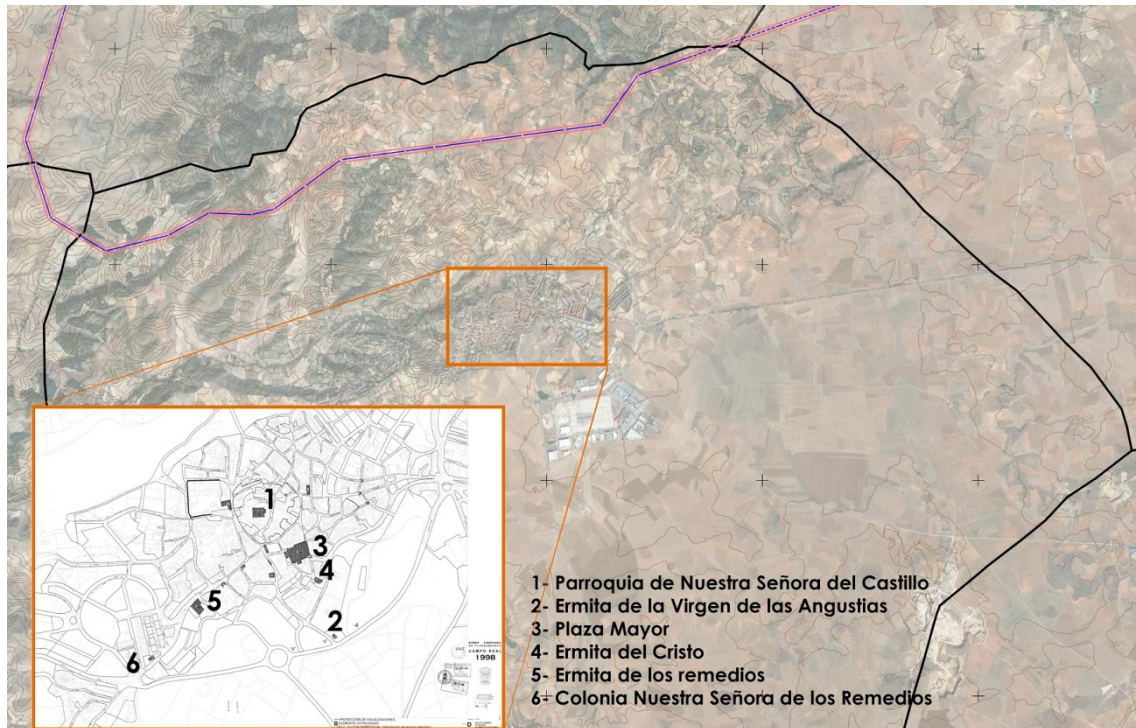 1
3
4
5
2
6
CAMPO REAL
1998
1- Parroquia de Nuestra Señora del Castillo
2- Ermita de la Virgen de las Angustias
3- Plaza Mayor
4- Ermita del Cristo
5- Ermita de los remedios
6- Colonia Nuestra Señora de los Remedios